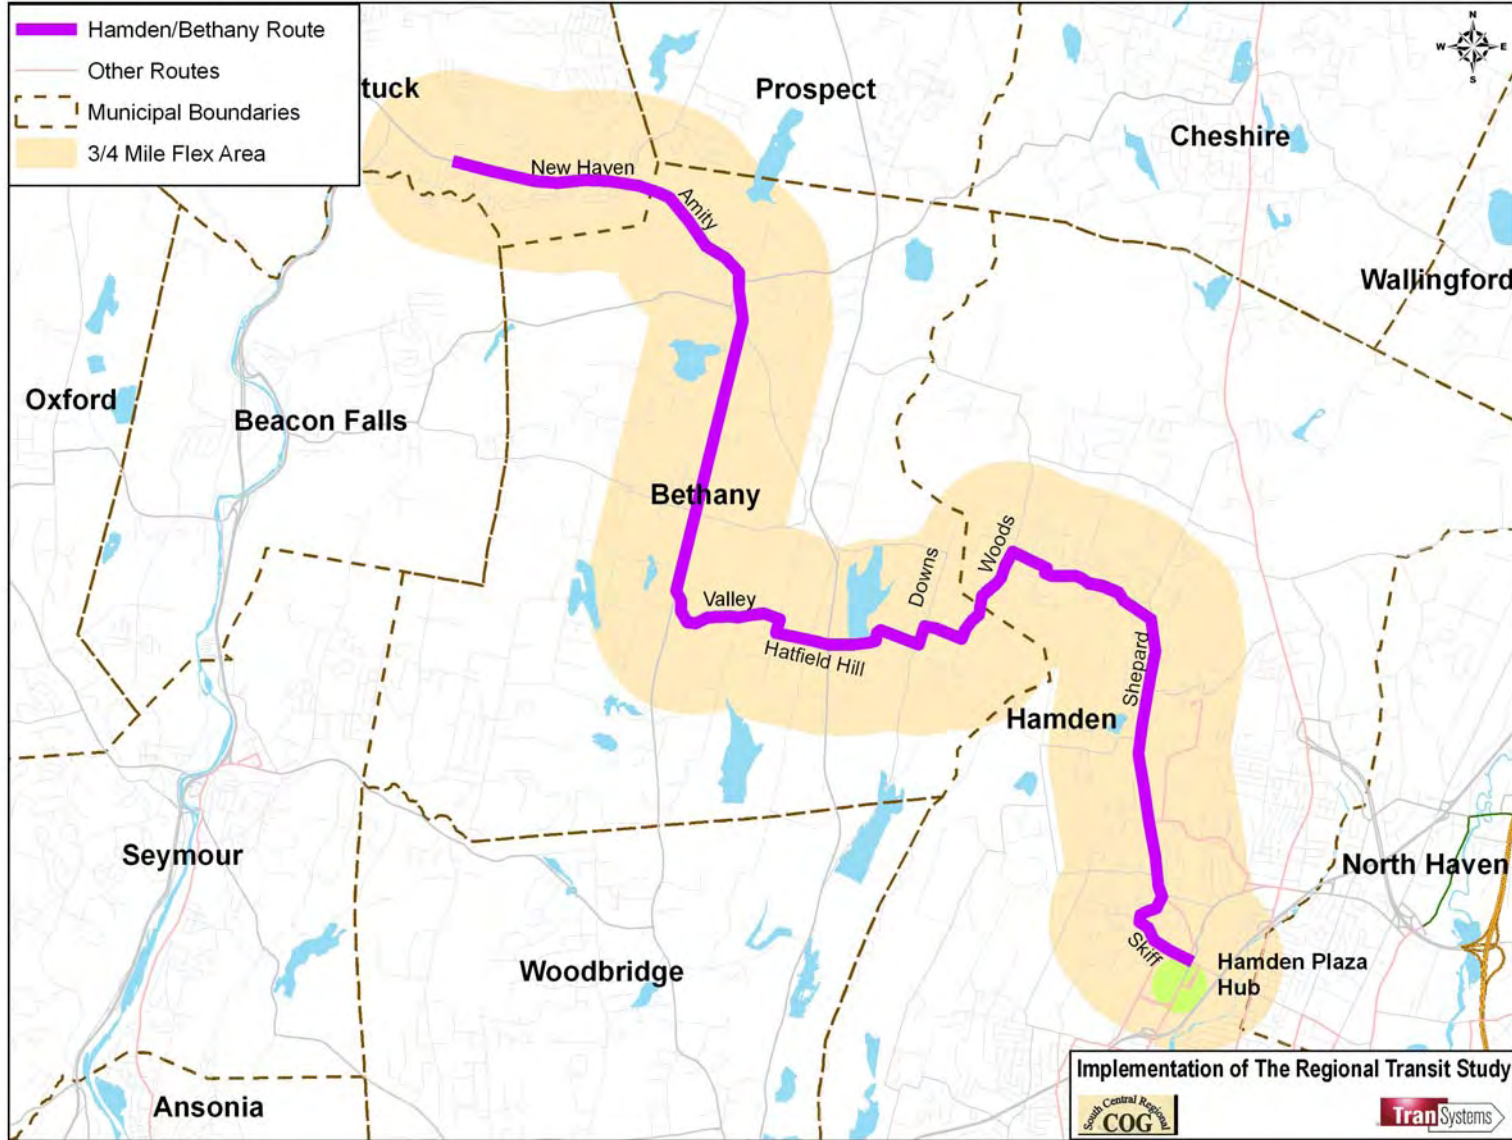 Hamden/Bethany Route
Other Routes
Municipal Boundaries
3/4 Mile Flex Area
N
W E
S
tuck
Prospect
Cheshire
New Haven
Amity
Wallingford
Oxford
Beacon Falls
Bethany
Woods
Downs
Valley
Hatfield Hill
Shepard
Hamden
Seymour
North Haven
Skiff
Woodbridge
Hamden Plaza
Hub
Ansonia
Implementation of The Regional Transit Study
South Central Regional
COG
TranSystems